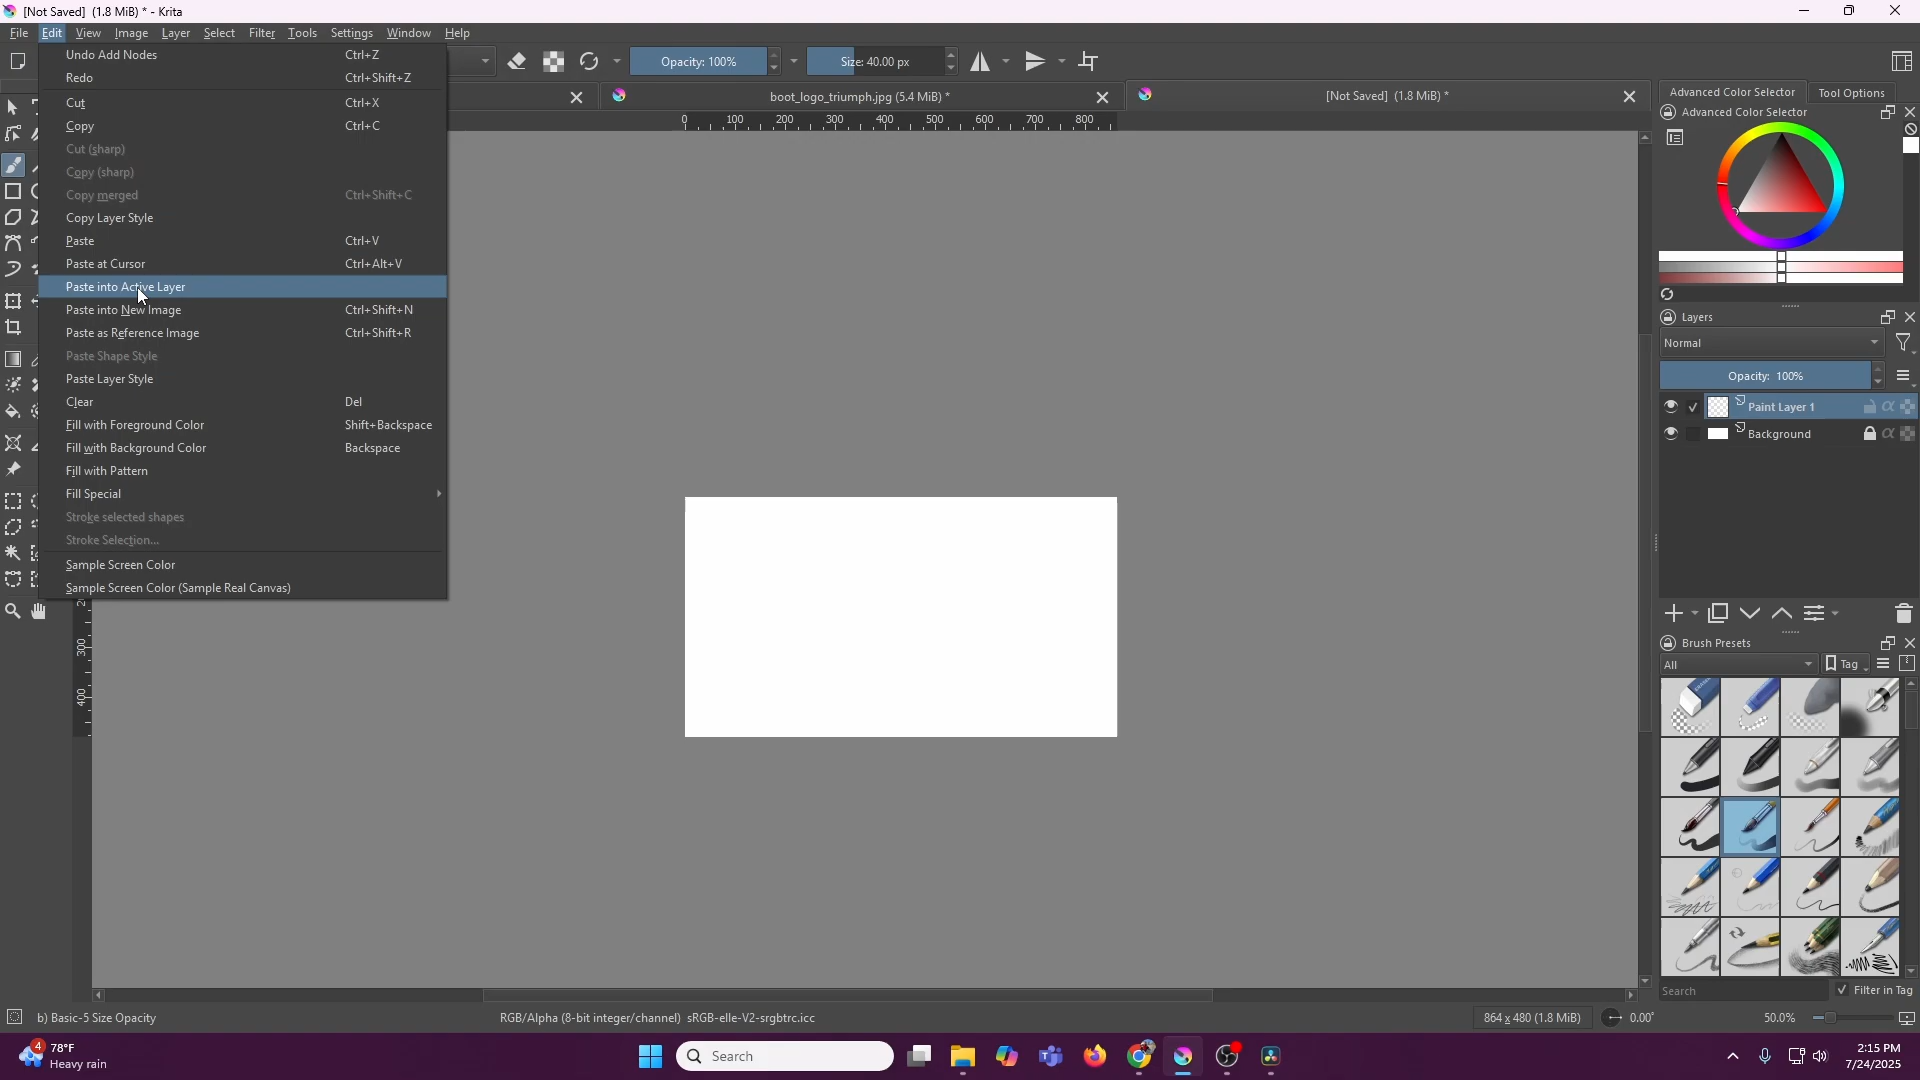 [Not Saved] (1.8 MiB) * - Krita
File Edit View Image Layer Select Filter Tools Settings Window Help
Opacity: 100%
Size: 40.00 px
boot_logo_triumph.jpg (5.4 MiB) *
[Not Saved] (1.8 MiB) *
0 100 200 300 400 500 600 700 800
Undo Add Nodes Ctrl+Z
Redo Ctrl+Shift+Z
Cut Ctrl+X
Copy Ctrl+C
Cut (sharp)
Copy (sharp)
Copy merged Ctrl+Shift+C
Copy Layer Style
Paste Ctrl+V
Paste at Cursor Ctrl+Alt+V
Paste into Active Layer
Paste into New Image Ctrl+Shift+N
Paste as Reference Image Ctrl+Shift+R
Paste Shape Style
Paste Layer Style
Clear Del
Fill with Foreground Color Shift+Backspace
Fill with Background Color Backspace
Fill with Pattern
Fill Special
Stroke selected shapes
Stroke Selection...
Sample Screen Color
Sample Screen Color (Sample Real Canvas)
300
400
Advanced Color Selector Tool Options
Advanced Color Selector
Layers
Normal
Opacity: 100%
Paint Layer 1
Background
Brush Presets
All
Tag
Search
Filter in Tag
b) Basic-5 Size Opacity
RGB/Alpha (8-bit integer/channel) sRGB-elle-V2-srgbtrc.icc
864 x 480 (1.8 MiB)
0.00°
50.0%
4
78°F
Heavy rain
Search
2:15 PM
7/24/2025